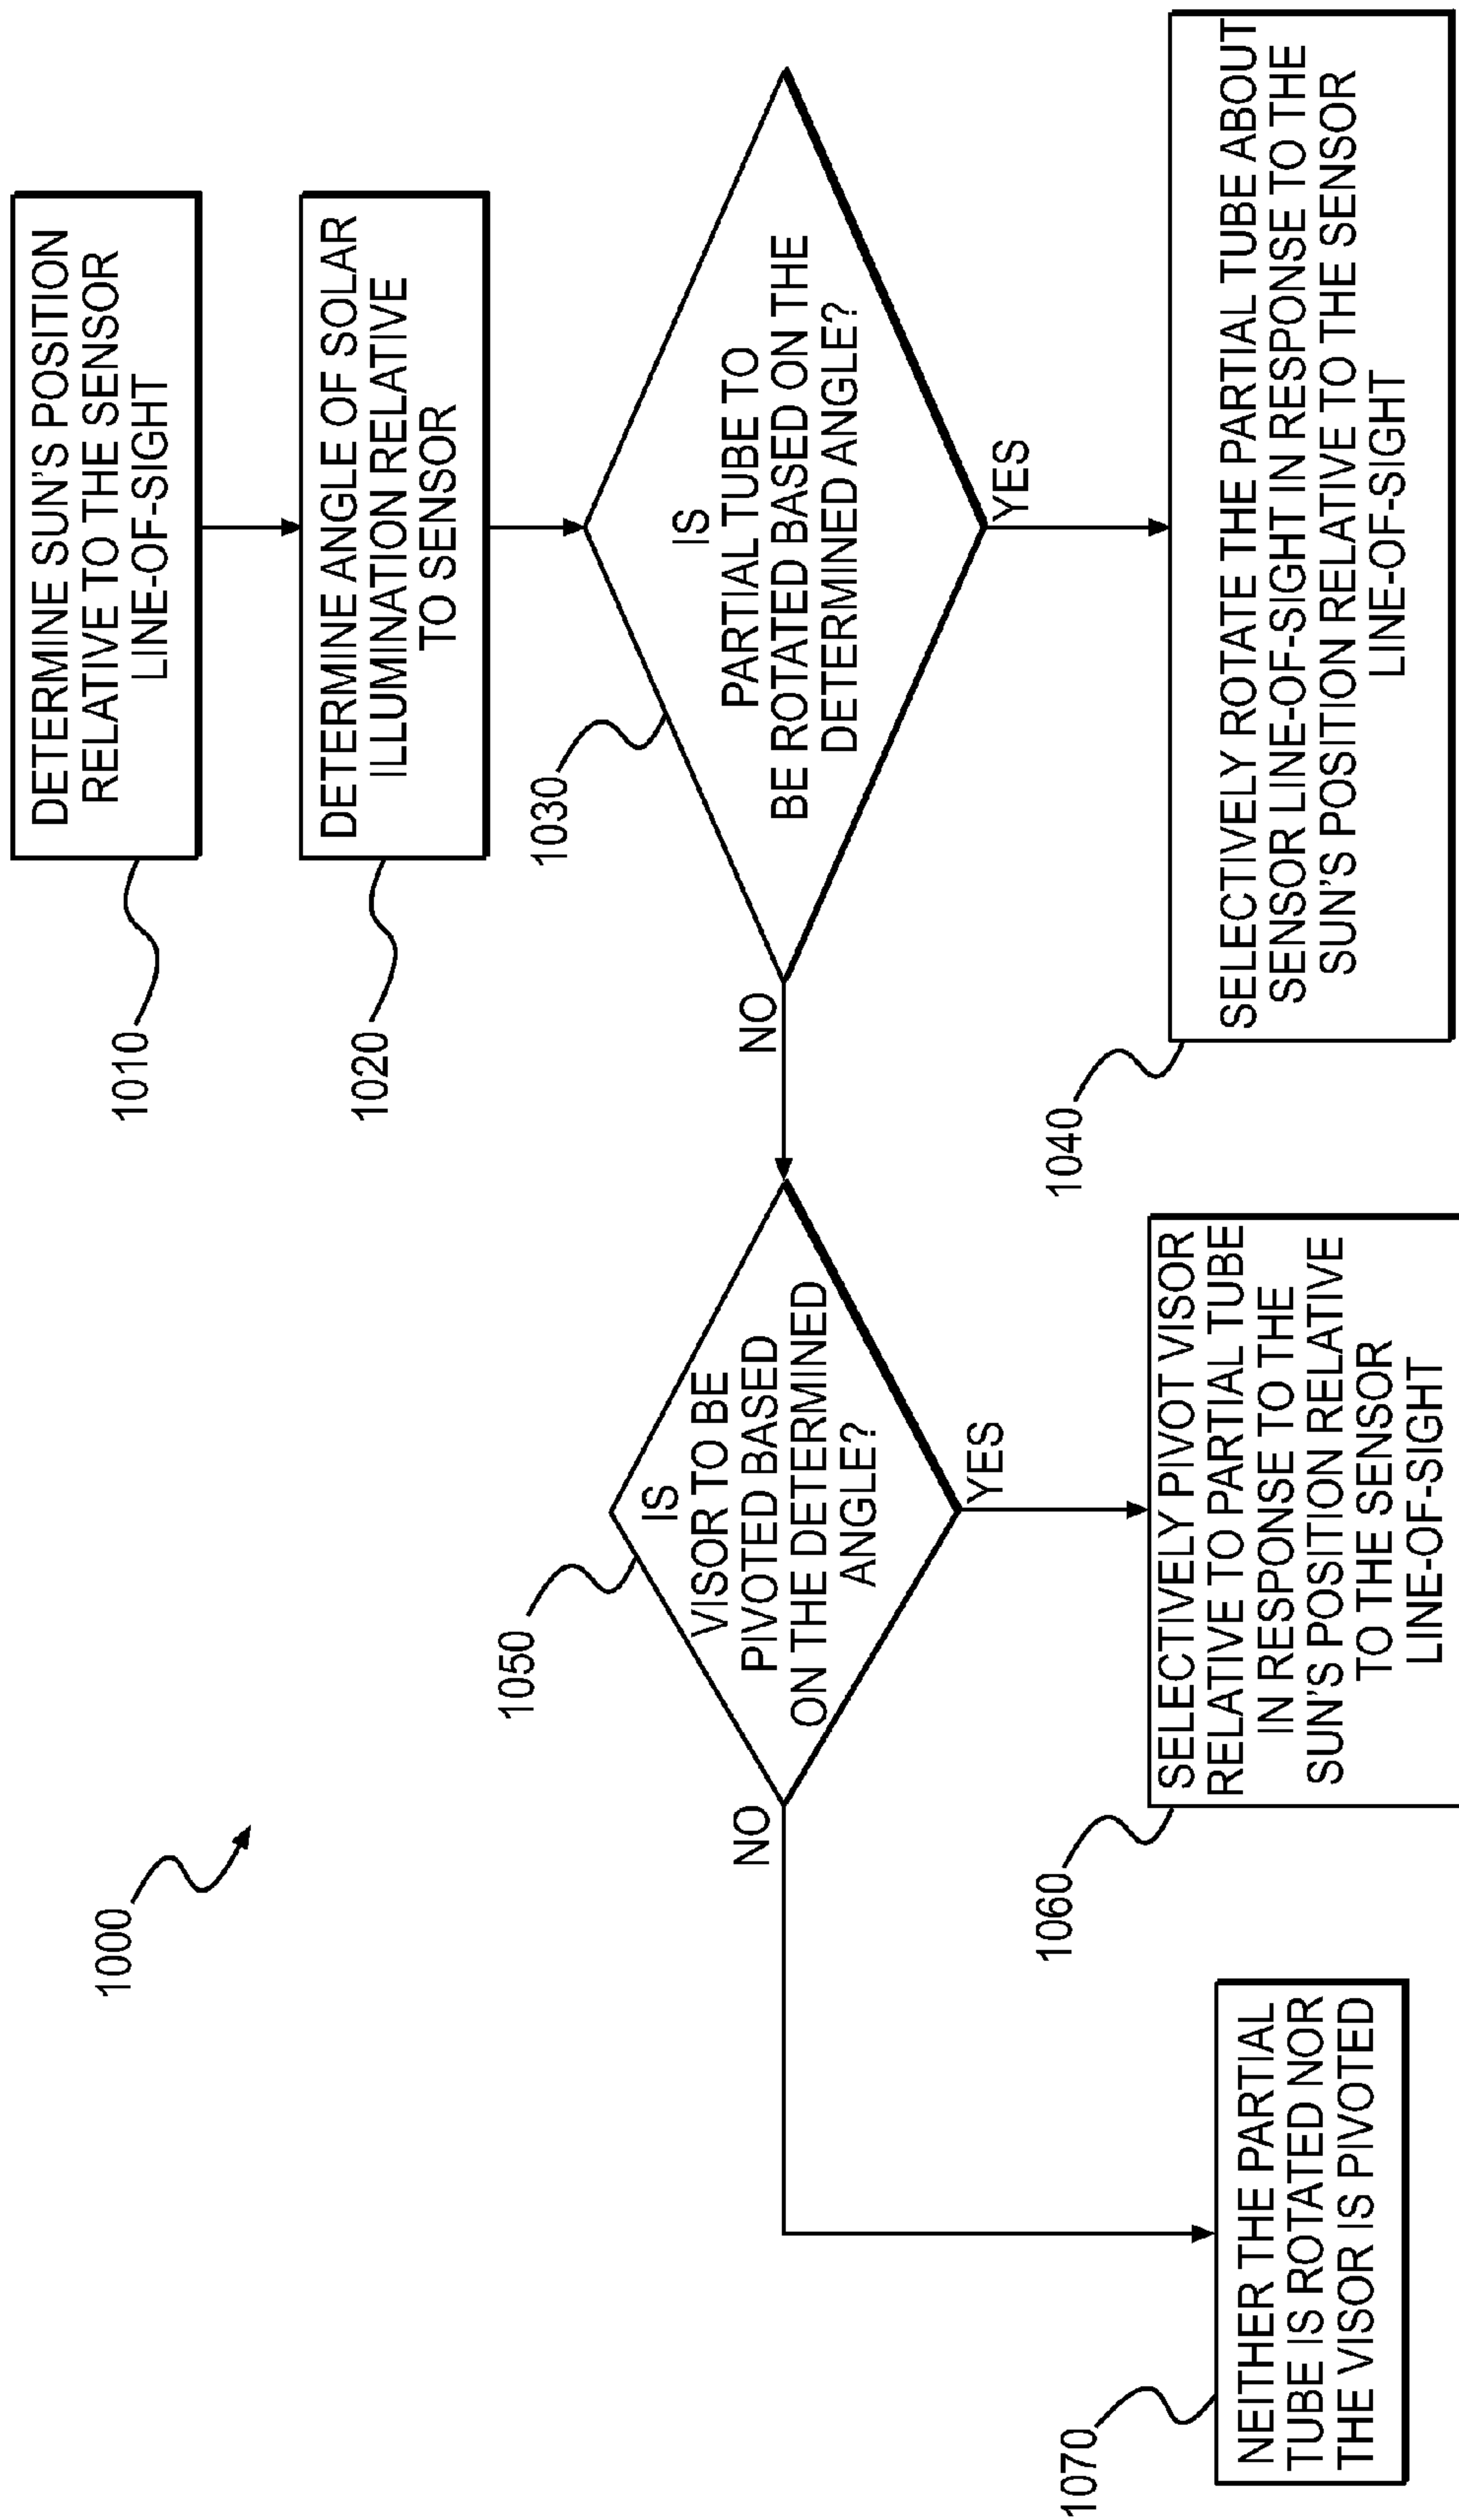 1000
1010
DETERMINE SUN'S POSITION
RELATIVE TO THE SENSOR
LINE-OF-SIGHT
1020
DETERMINE ANGLE OF SOLAR
ILLUMINATION RELATIVE
TO SENSOR
1030
IS
PARTIAL TUBE TO
BE ROTATED BASED ON THE
DETERMINED ANGLE?
NO
YES
1040
SELECTIVELY ROTATE THE PARTIAL TUBE ABOUT
SENSOR LINE-OF-SIGHT IN RESPONSE TO THE
SUN'S POSITION RELATIVE TO THE SENSOR
LINE-OF-SIGHT
1050
IS
VISOR TO BE
PIVOTED BASED
ON THE DETERMINED
ANGLE?
NO
YES
1060
SELECTIVELY PIVOT VISOR
RELATIVE TO PARTIAL TUBE
IN RESPONSE TO THE
SUN'S POSITION RELATIVE
TO THE SENSOR
LINE-OF-SIGHT
1070
NEITHER THE PARTIAL
TUBE IS ROTATED NOR
THE VISOR IS PIVOTED